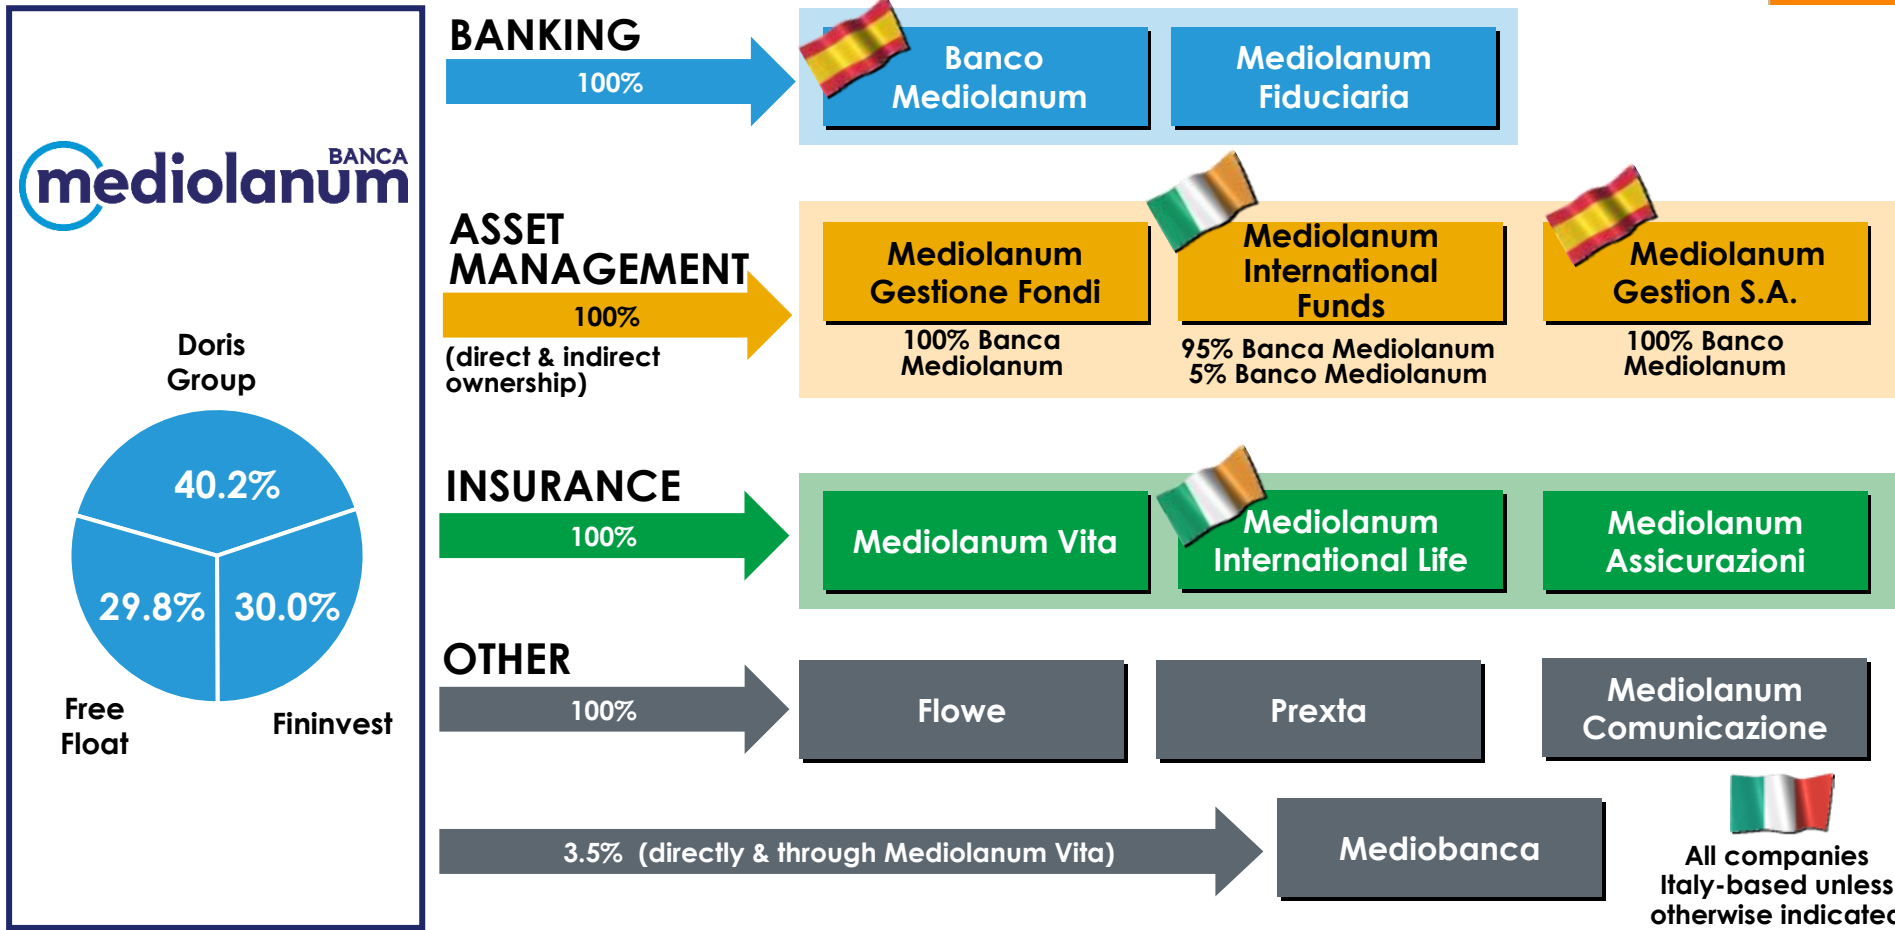 BANCA
mediolanum
Doris
Group
40.2%
29.8%
30.0%
Free
Float
Fininvest
BANKING
100%
Banco
Mediolanum
Mediolanum
Fiduciaria
ASSET
MANAGEMENT
100%
(direct & indirect
ownership)
Mediolanum
Gestione Fondi
100% Banca
Mediolanum
Mediolanum
International
Funds
95% Banca Mediolanum
5% Banco Mediolanum
Mediolanum
Gestion S.A.
100% Banco
Mediolanum
INSURANCE
100%
Mediolanum Vita
Mediolanum
International Life
Mediolanum
Assicurazioni
OTHER
100%
Flowe
Prexta
Mediolanum
Comunicazione
3.5% (directly & through Mediolanum Vita)
Mediobanca
All companies
Italy-based unless
otherwise indicated